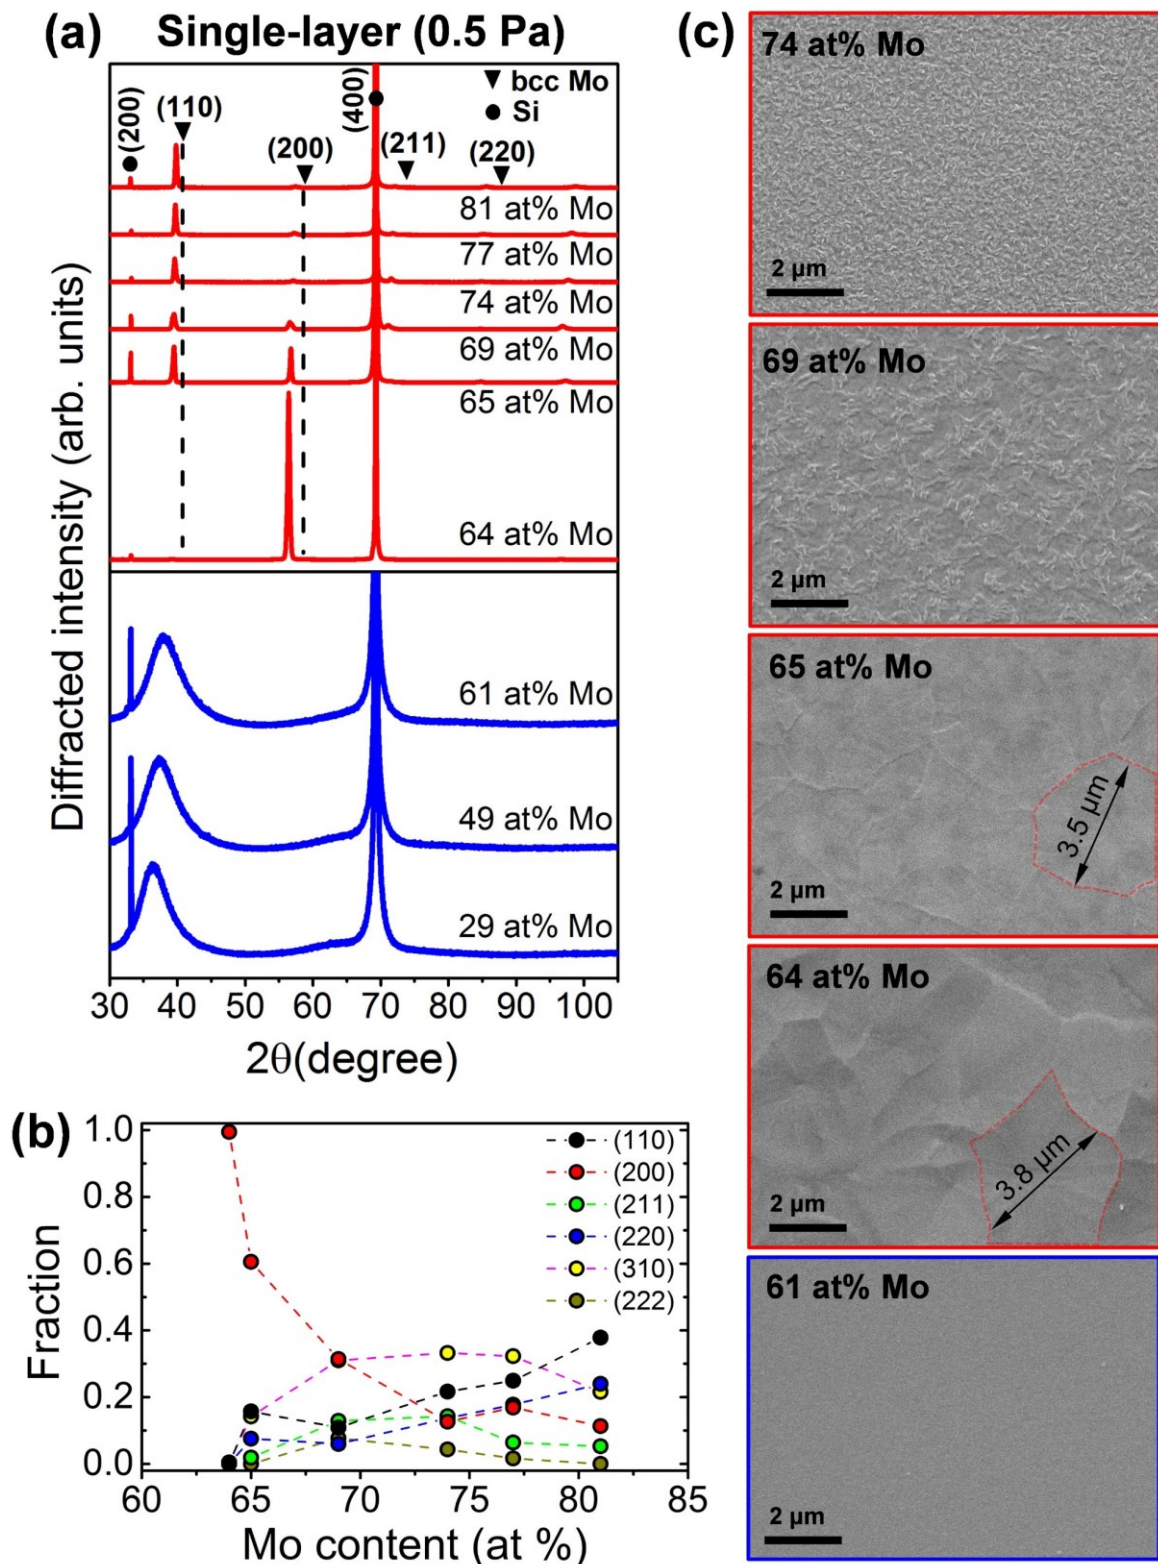 (a) Single-layer (0.5 Pa)
▼ bcc Mo
● Si
(200)
(110)
(200)
(400)
(211)
(220)
81 at% Mo
77 at% Mo
74 at% Mo
69 at% Mo
65 at% Mo
64 at% Mo
61 at% Mo
49 at% Mo
29 at% Mo
Diffracted intensity (arb. units)
30 40 50 60 70 80 90 100
2θ(degree)
(b)
1.0
0.8
0.6
0.4
0.2
0.0
Fraction
(110)
(200)
(211)
(220)
(310)
(222)
60 65 70 75 80 85
Mo content (at %)
(c)
74 at% Mo
2 µm
69 at% Mo
2 µm
65 at% Mo
3.5 µm
2 µm
64 at% Mo
3.8 µm
2 µm
61 at% Mo
2 µm